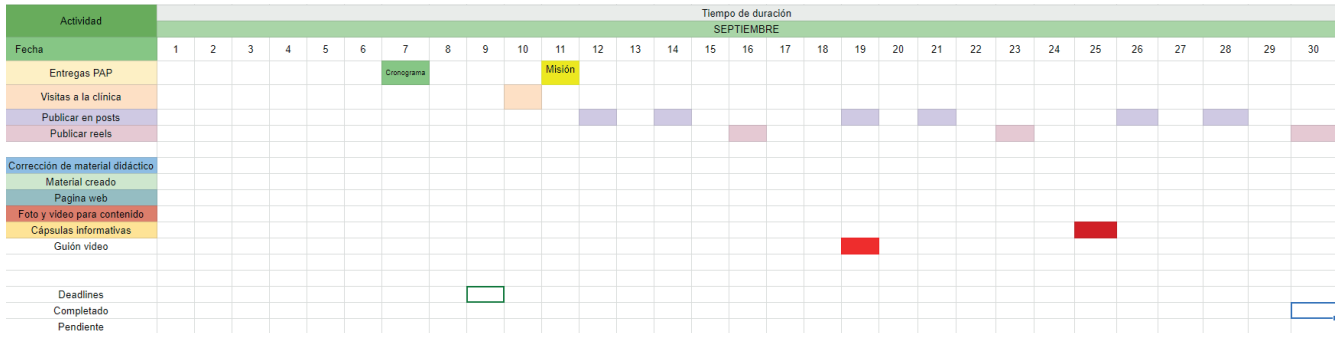 Actividad
Tiempo de duración
SEPTIEMBRE
Fecha 1 2 3 4 5 6 7 8 9 10 11 12 13 14 15 16 17 18 19 20 21 22 23 24 25 26 27 28 29 30
Entregas PAP Cronograma Misión
Visitas a la clínica
Publicar en posts
Publicar reels
Corrección de material didáctico
Material creado
Pagina web
Foto y video para contenido
Cápsulas informativas
Guión video
Deadlines
Completado
Pendiente